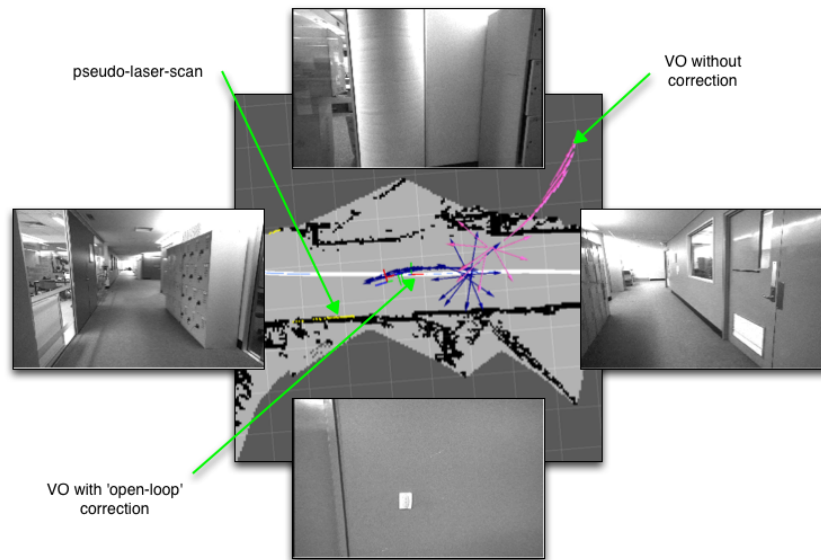 pseudo-laser-scan
VO without
correction
VO with 'open-loop'
correction